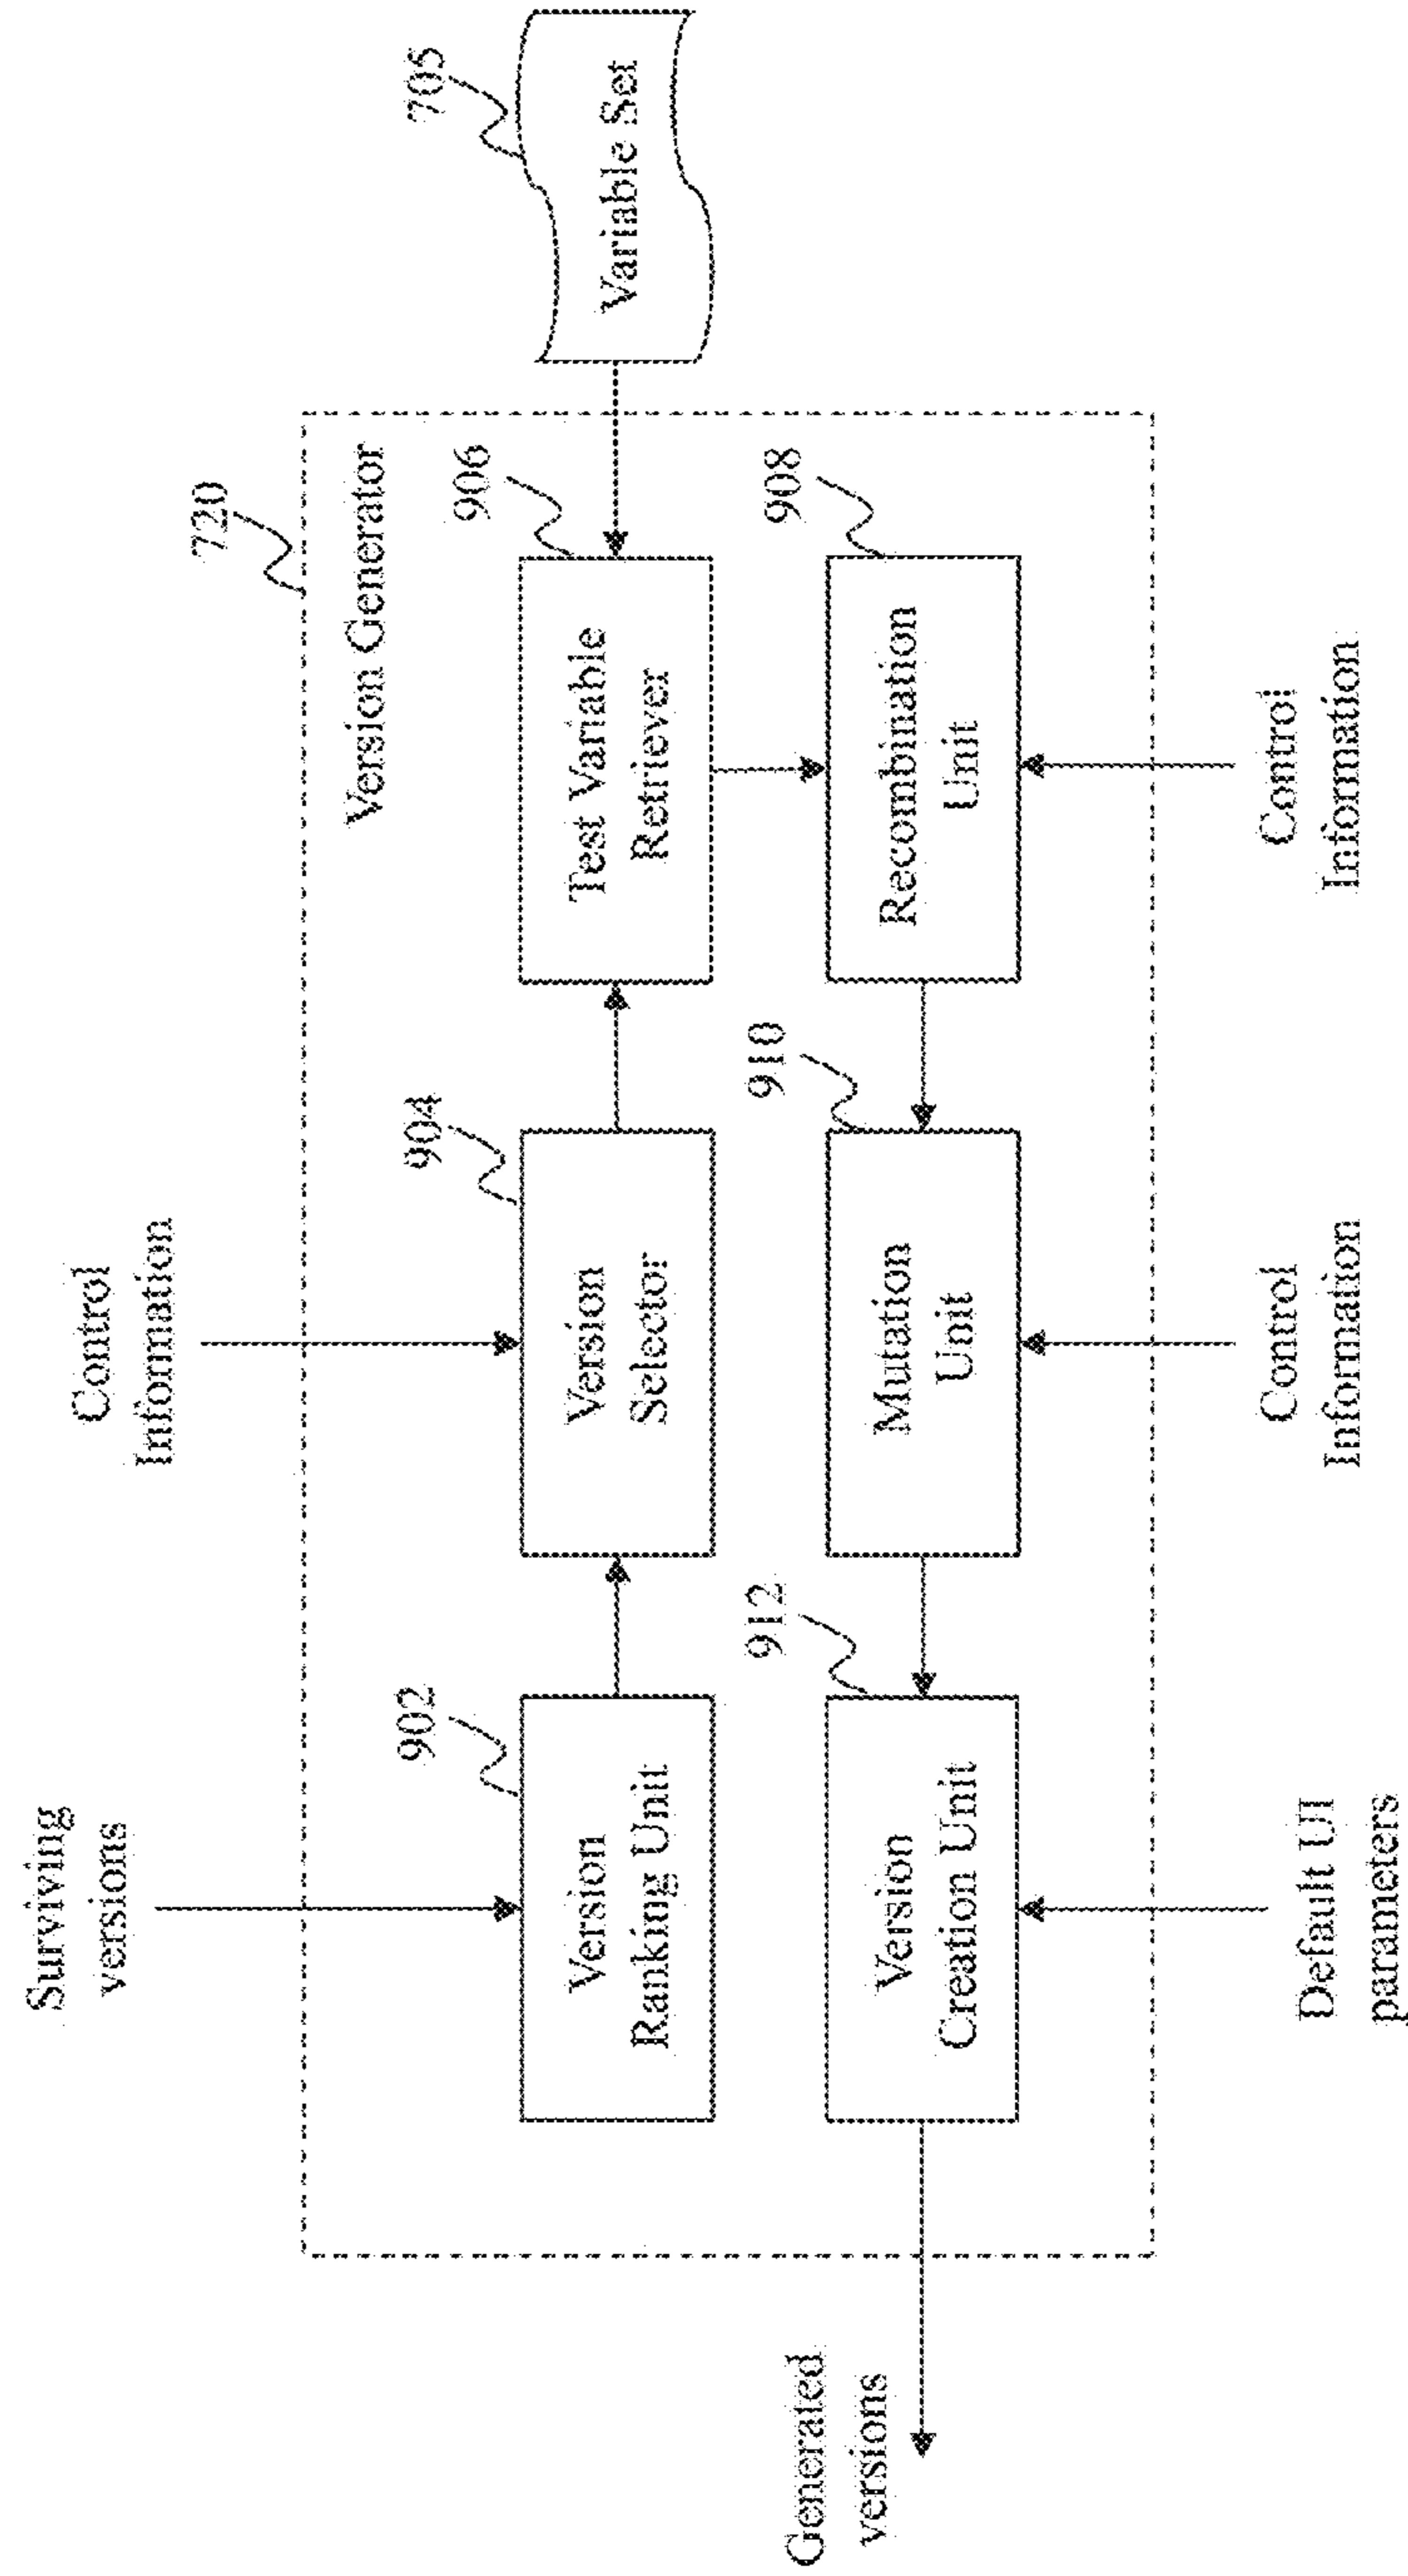 Surviving
versions
Control
Information
720
Version Generator
705
Variable Set
902
Version
Ranking Unit
904
Version
Selector
906
Test Variable
Retriever
912
Version
Creation Unit
910
Mutation
Unit
908
Recombination
Unit
Generated
versions
Default UI
parameters
Control
Information
Control
Information